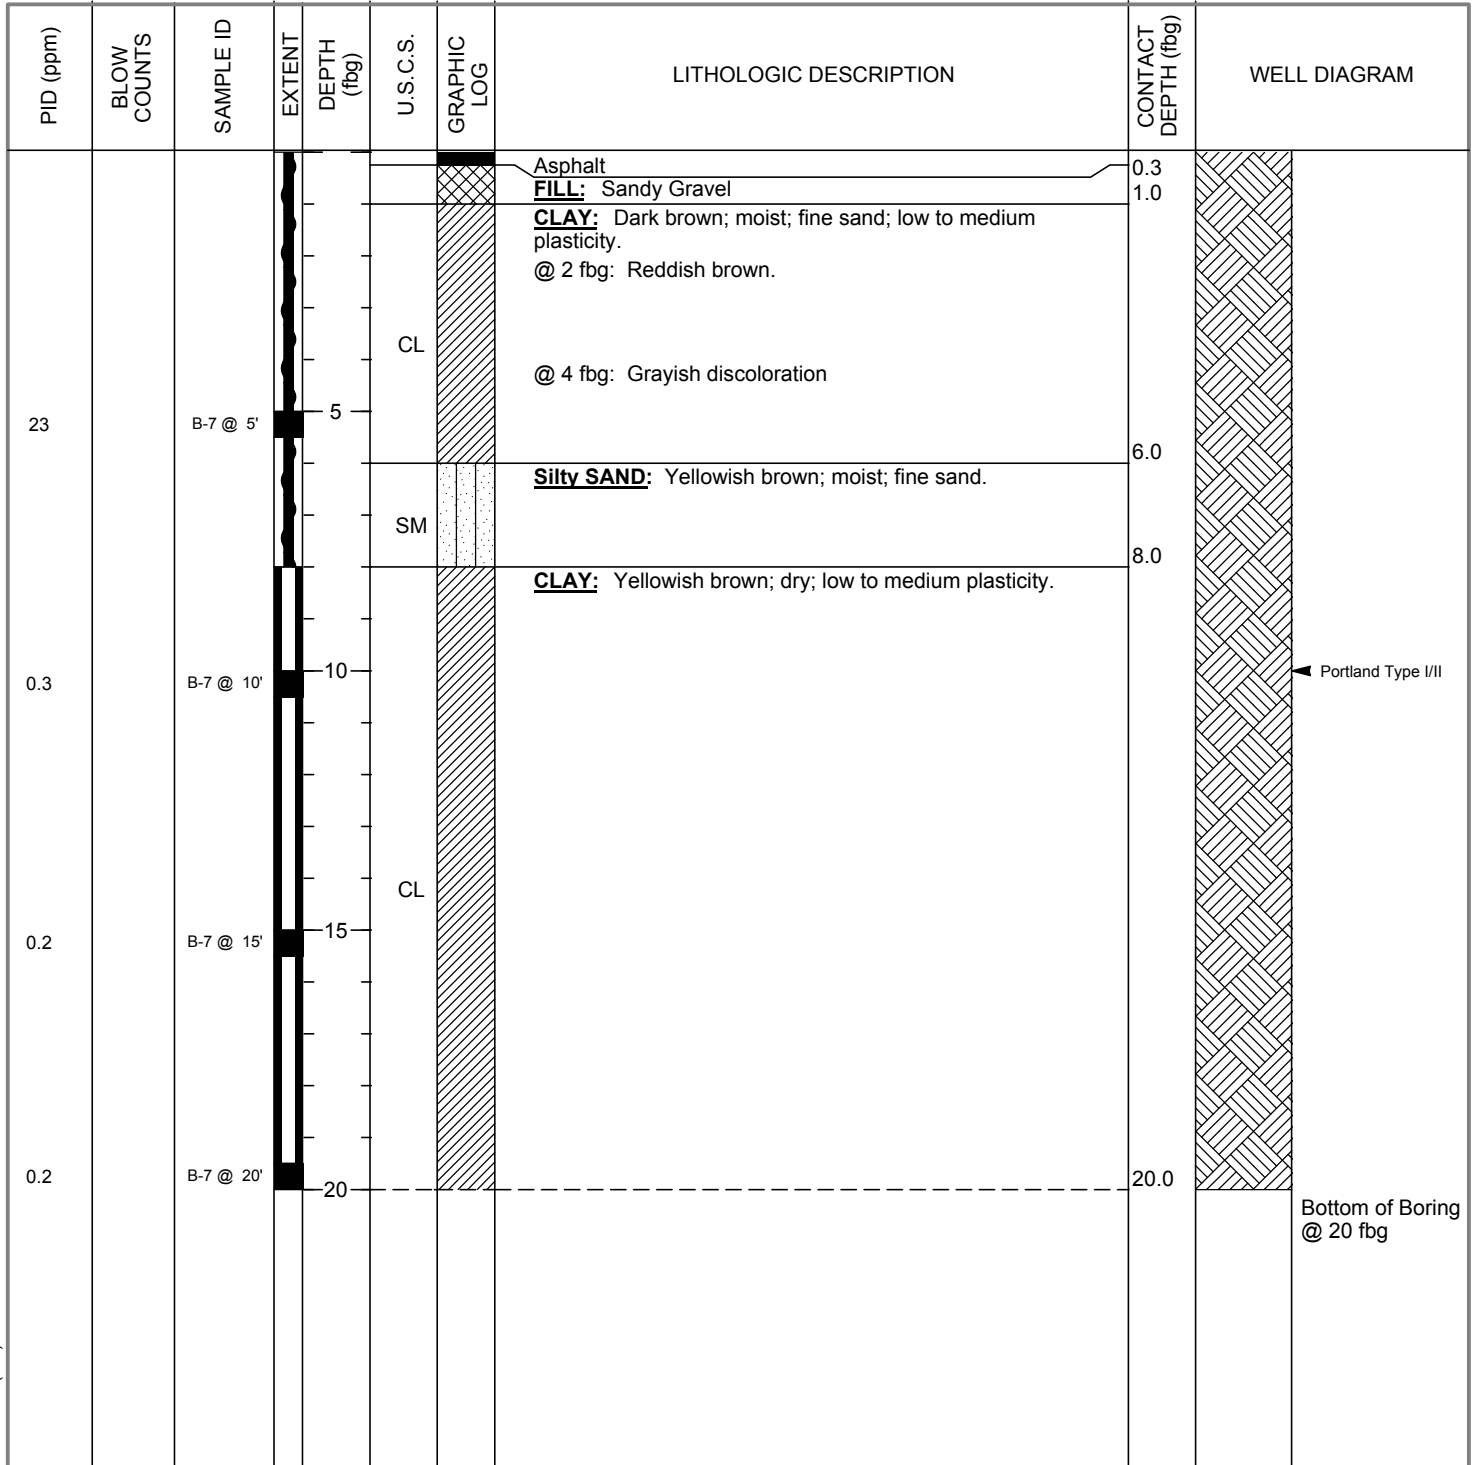 PID (ppm)
BLOW
COUNTS
SAMPLE ID
EXTENT
DEPTH
(fbg)
U.S.C.S.
GRAPHIC
LOG
LITHOLOGIC DESCRIPTION
CONTACT
DEPTH (fbg)
WELL DIAGRAM
Asphalt
0.3
FILL: Sandy Gravel
1.0
CLAY: Dark brown; moist; fine sand; low to medium
plasticity.
@ 2 fbg: Reddish brown.
CL
@ 4 fbg: Grayish discoloration
5
23
B-7 @ 5'
6.0
Silty SAND: Yellowish brown; moist; fine sand.
SM
8.0
CLAY: Yellowish brown; dry; low to medium plasticity.
10
0.3
B-7 @ 10'
Portland Type I/II
CL
15
0.2
B-7 @ 15'
0.2
B-7 @ 20'
20
20.0
Bottom of Boring
@ 20 fbg